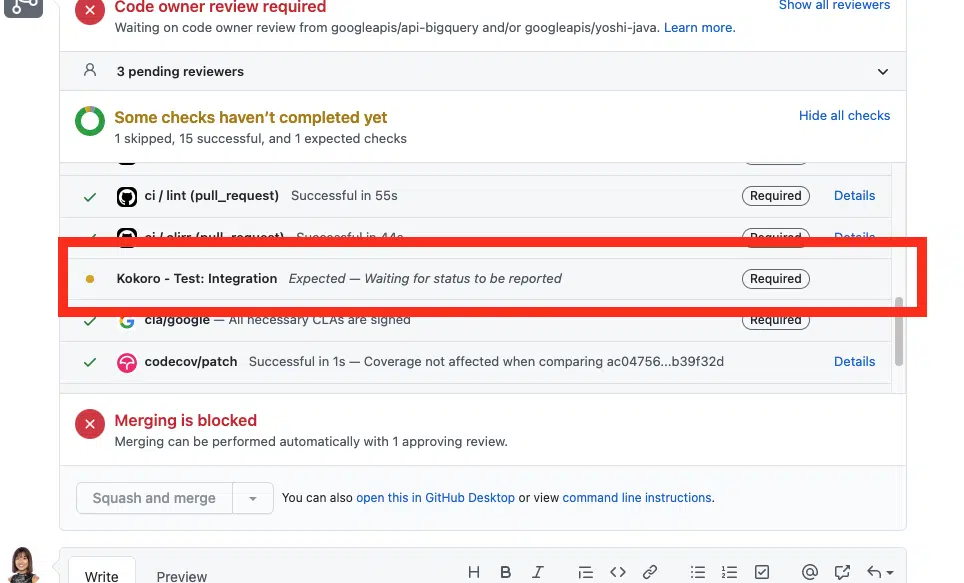 Code owner review required
Show all reviewers
Waiting on code owner review from googleapis/api-bigquery and/or googleapis/yoshi-java. Learn more.
3 pending reviewers
Some checks haven’t completed yet
Hide all checks
1 skipped, 15 successful, and 1 expected checks
ci / lint (pull_request) Successful in 55s Required Details
ci / clirr (pull_request) Successful in 44s Required Details
Kokoro - Test: Integration Expected — Waiting for status to be reported Required
cla/google — All necessary CLAs are signed Required
codecov/patch Successful in 1s — Coverage not affected when comparing ac04756...b39f32d Details
Merging is blocked
Merging can be performed automatically with 1 approving review.
Squash and merge You can also open this in GitHub Desktop or view command line instructions.
Write Preview